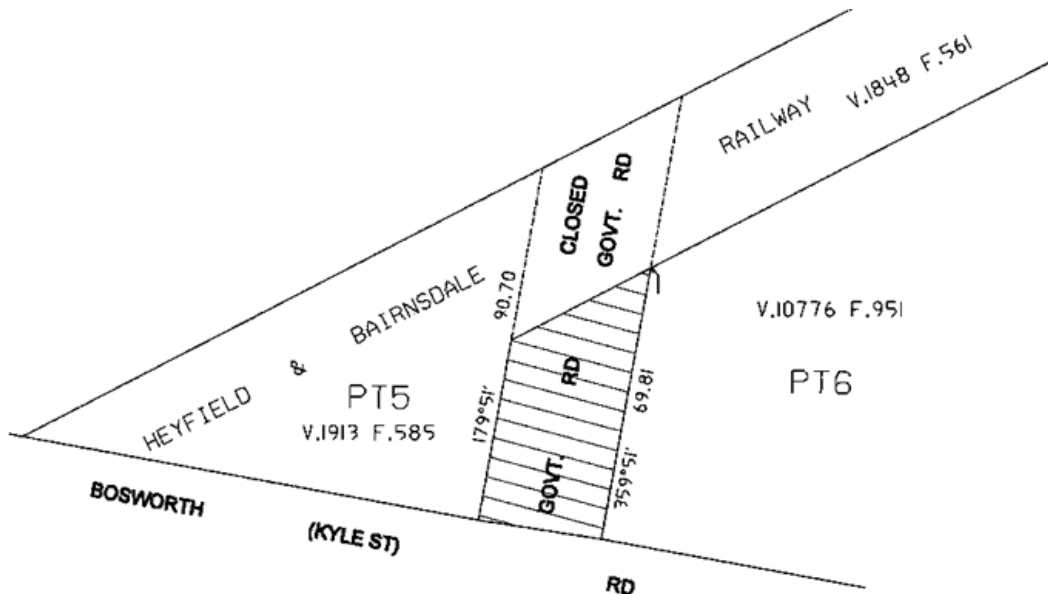 RAILWAY V.1848 F.561
CLOSED
GOVT. RD
HEYFIELD & BAIRNSDALE
90.70
V.10776 F.951
PT6
PT5
V.1913 F.585
179°51'
GOVT. RD
69.81
359°51'
BOSWORTH (KYLE ST) RD